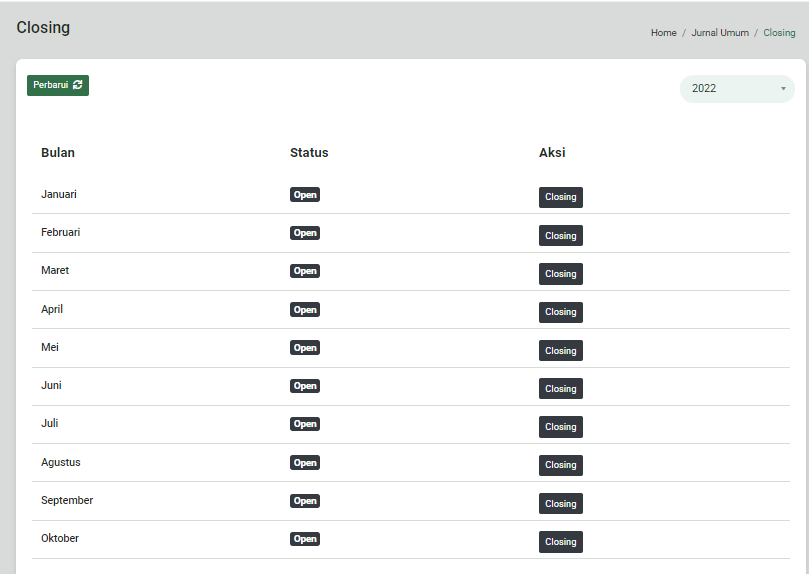 Closing
Home / Jurnal Umum / Closing
Perbarui
2022
Bulan Status Aksi
Januari Open Closing
Februari Open Closing
Maret Open Closing
April Open Closing
Mei Open Closing
Juni Open Closing
Juli Open Closing
Agustus Open Closing
September Open Closing
Oktober Open Closing